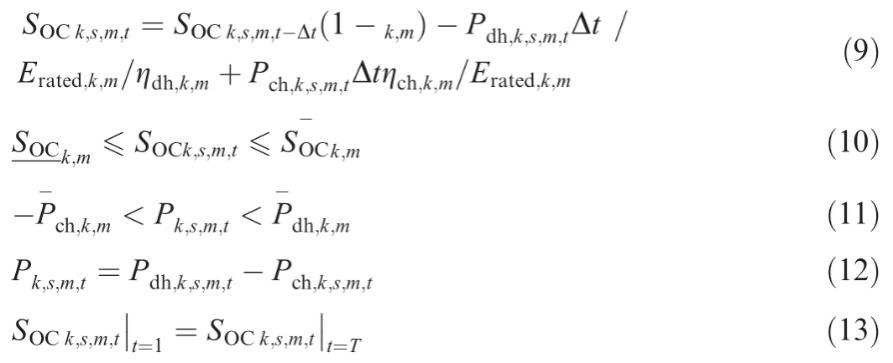 S_{OC k,s,m,t} = S_{OC k,s,m,t−Δt}(1 − _{k,m}) − P_{dh,k,s,m,t}Δt /
E_{rated,k,m}/η_{dh,k,m} + P_{ch,k,s,m,t}Δtη_{ch,k,m}/E_{rated,k,m} (9)
\underline{S_{OC}}_{k,m} ⩽ S_{OCk,s,m,t} ⩽ \bar{S}_{OCk,m} (10)
−\bar{P}_{ch,k,m} < P_{k,s,m,t} < \bar{P}_{dh,k,m} (11)
P_{k,s,m,t} = P_{dh,k,s,m,t} − P_{ch,k,s,m,t} (12)
S_{OC k,s,m,t}|_{t=1} = S_{OC k,s,m,t}|_{t=T} (13)